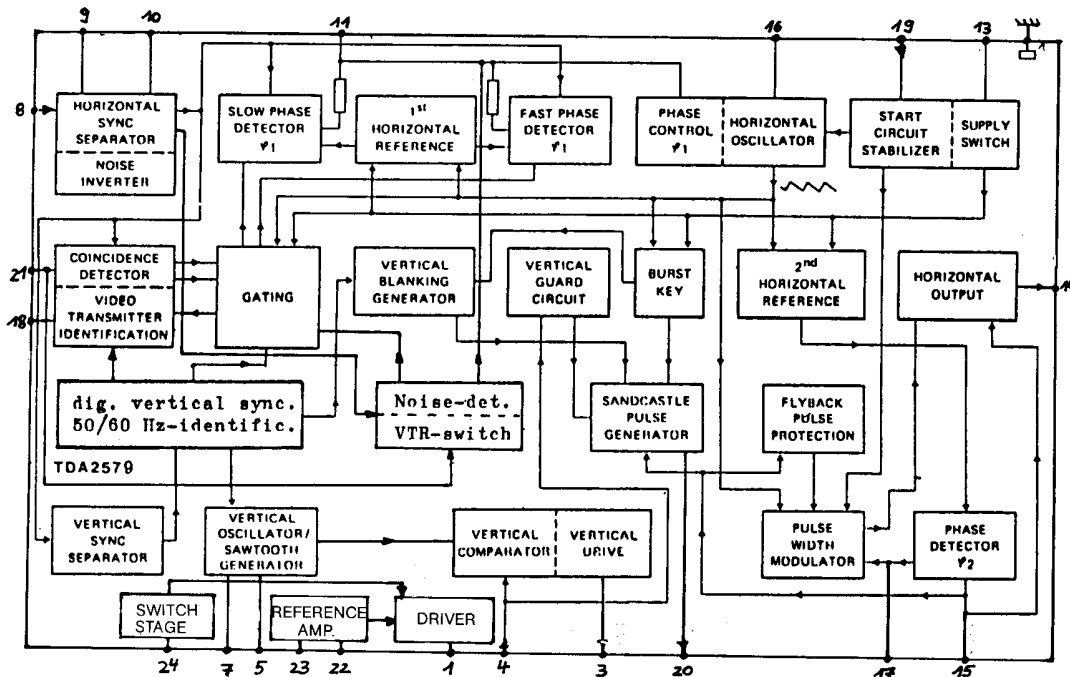 9
10
11
16
19
13
8
HORIZONTAL
SYNC
SEPARATOR
NOISE
INVERTER
SLOW PHASE
DETECTOR
φ1
1st
HORIZONTAL
REFERENCE
FAST PHASE
DETECTOR
φ1
PHASE
CONTROL
φ1
HORIZONTAL
OSCILLATOR
START
CIRCUIT
STABILIZER
SUPPLY
SWITCH
21
18
COINCIDENCE
DETECTOR
VIDEO
TRANSMITTER
IDENTIFICATION
GATING
VERTICAL
BLANKING
GENERATOR
VERTICAL
GUARD
CIRCUIT
BURST
KEY
2nd
HORIZONTAL
REFERENCE
HORIZONTAL
OUTPUT
dig. vertical sync.
50/60 Hz-identific.
Noise-det.
VTR-switch
SANDCASTLE
PULSE
GENERATOR
FLYBACK
PULSE
PROTECTION
TDA2579
VERTICAL
SYNC
SEPARATOR
VERTICAL
OSCILLATOR/
SAWTOOTH
GENERATOR
VERTICAL
COMPARATOR
VERTICAL
DRIVE
PULSE
WIDTH
MODULATOR
PHASE
DETECTOR
φ2
SWITCH
STAGE
REFERENCE
AMP.
DRIVER
24
7
5
23
22
1
4
3
20
17
15